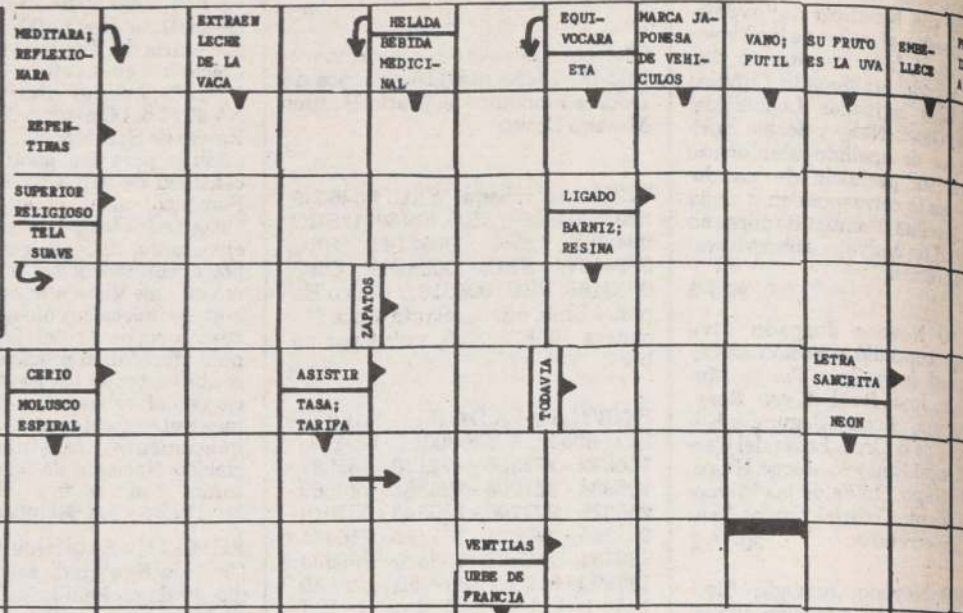 MEDITARA;
REFLEXIO-
NARA
EXTRAEN
LECHE
DE LA
VACA
HELADA
BEBIDA
MEDICI-
NAL
EQUI-
VOCARA
ETA
MARCA JA-
PONESA
DE VEHI-
CULOS
VANO;
FUTIL
SU FRUTO
ES LA UVA
EMBE-
LLECE
REPEN-
TINAS
SUPERIOR
RELIGIOSO
TELA
SUAVE
LIGADO
BARNIZ;
RESINA
ZAPATOS
CERIO
MOLUSCO
ESPIRAL
ASISTIR
TASA;
TARIFA
TODAVIA
LETRA
SANCRITA
NEON
VENTILAS
URBE DE
FRANCIA